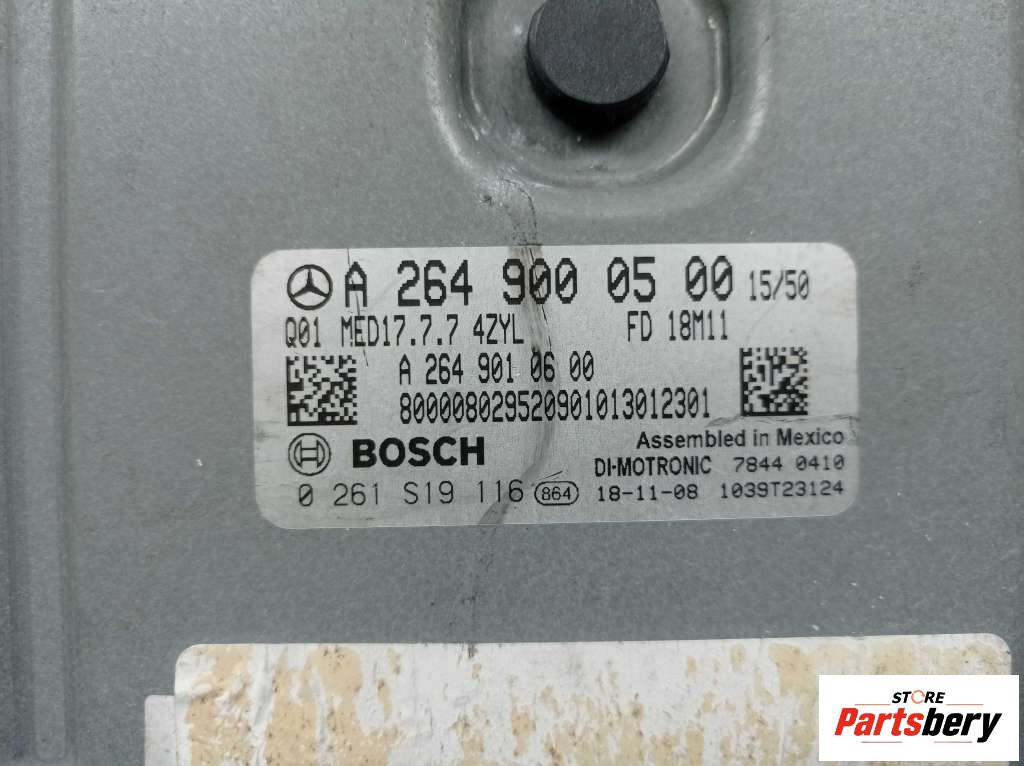 A 264 900 05 00 15/50
Q01 MED17.7.7 4ZYL FD 18M11
A 264 901 06 00
800008029520901013012301
BOSCH Assembled in Mexico
DI-MOTRONIC 7844 0410
0 261 S19 116 864 18-11-08 1039T23124
STORE
Partsbery